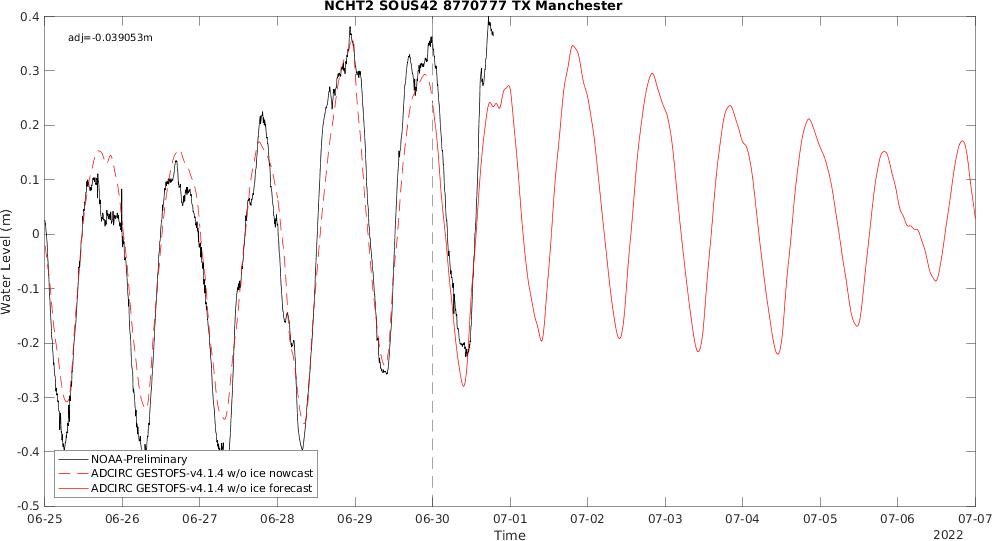 NCHT2 SOUS42 8770777 TX Manchester
adj=-0.039053m
0.4
0.3
0.2
0.1
0
-0.1
-0.2
-0.3
-0.4
-0.5
Water Level (m)
NOAA-Preliminary
ADCIRC GESTOFS-v4.1.4 w/o ice nowcast
ADCIRC GESTOFS-v4.1.4 w/o ice forecast
06-25 06-26 06-27 06-28 06-29 06-30 07-01 07-02 07-03 07-04 07-05 07-06 07-07
Time
2022